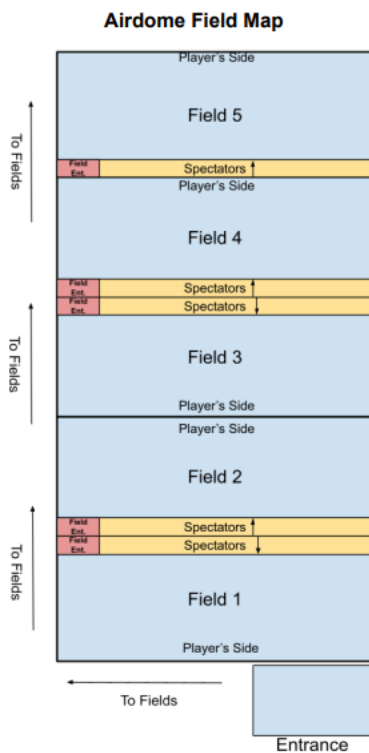 Airdome Field Map
Player's Side
Field 5
To Fields
Field
Ent.
Spectators
Player's Side
Field 4
Field
Ent.
Spectators
Field
Ent.
Spectators
To Fields
Field 3
Player's Side
Player's Side
Field 2
Field
Ent.
Spectators
Field
Ent.
Spectators
To Fields
Field 1
Player's Side
To Fields
Entrance